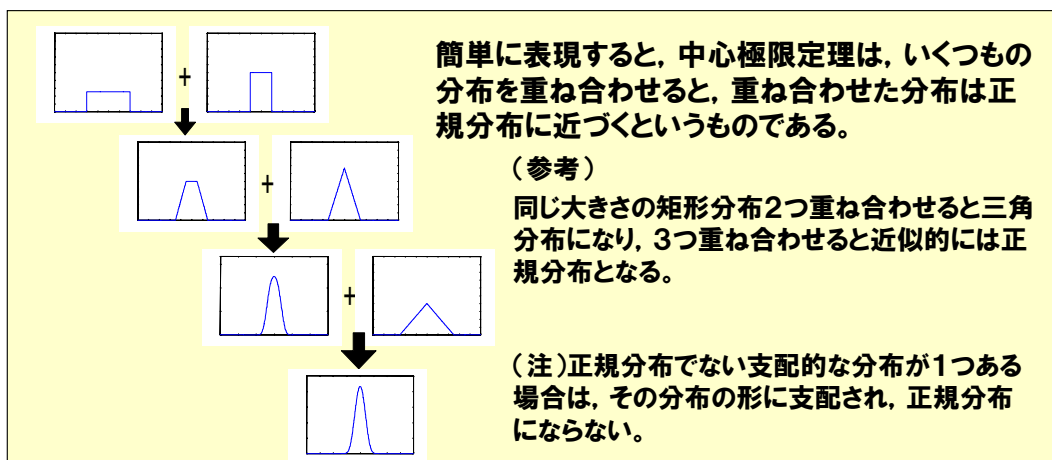 簡単に表現すると，中心極限定理は，いくつもの
分布を重ね合わせると，重ね合わせた分布は正
規分布に近づくというものである。
（参考）
同じ大きさの矩形分布２つ重ね合わせると三角
分布になり，３つ重ね合わせると近似的には正
規分布となる。
（注）正規分布でない支配的な分布が１つある
場合は，その分布の形に支配され，正規分布
にならない。
+
+
+